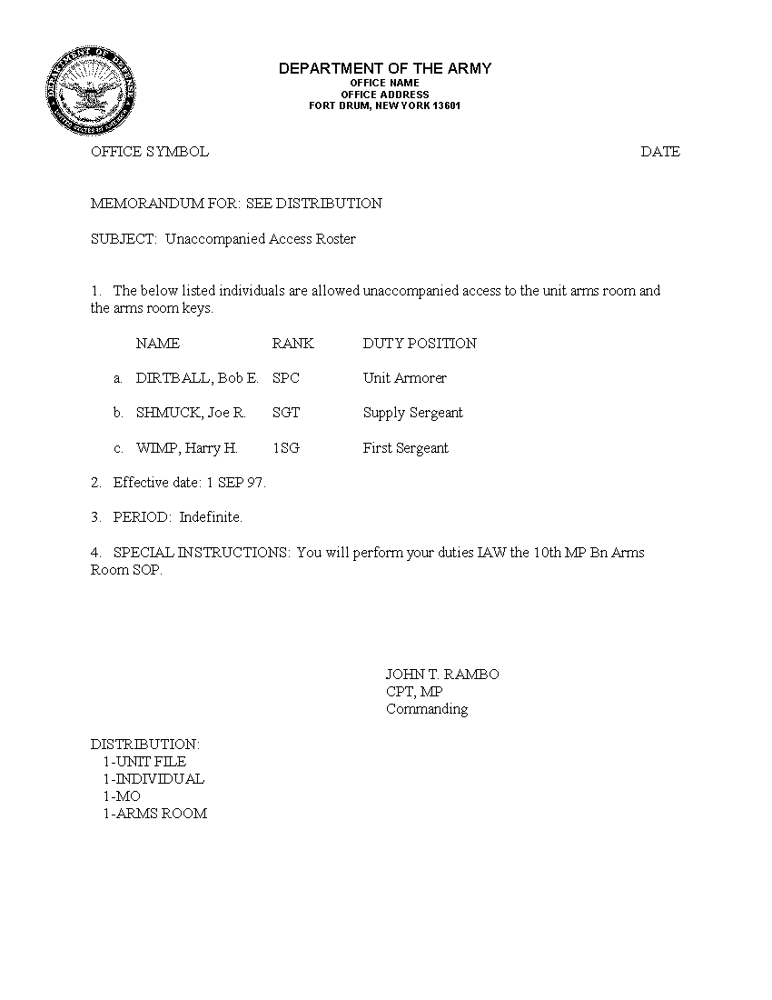 DEPARTMENT OF DEFENSE
UNITED STATES OF AMERICA
DEPARTMENT OF THE ARMY
OFFICE NAME
OFFICE ADDRESS
FORT DRUM, NEW YORK 13601
OFFICE SYMBOL DATE
MEMORANDUM FOR: SEE DISTRIBUTION
SUBJECT: Unaccompanied Access Roster
1. The below listed individuals are allowed unaccompanied access to the unit arms room and
the arms room keys.
NAME RANK DUTY POSITION
a. DIRTBALL, Bob E. SPC Unit Armorer
b. SHMUCK, Joe R. SGT Supply Sergeant
c. WIMP, Harry H. 1SG First Sergeant
2. Effective date: 1 SEP 97.
3. PERIOD: Indefinite.
4. SPECIAL INSTRUCTIONS: You will perform your duties IAW the 10th MP Bn Arms
Room SOP.
JOHN T. RAMBO
CPT, MP
Commanding
DISTRIBUTION:
1-UNIT FILE
1-INDIVIDUAL
1-MO
1-ARMS ROOM